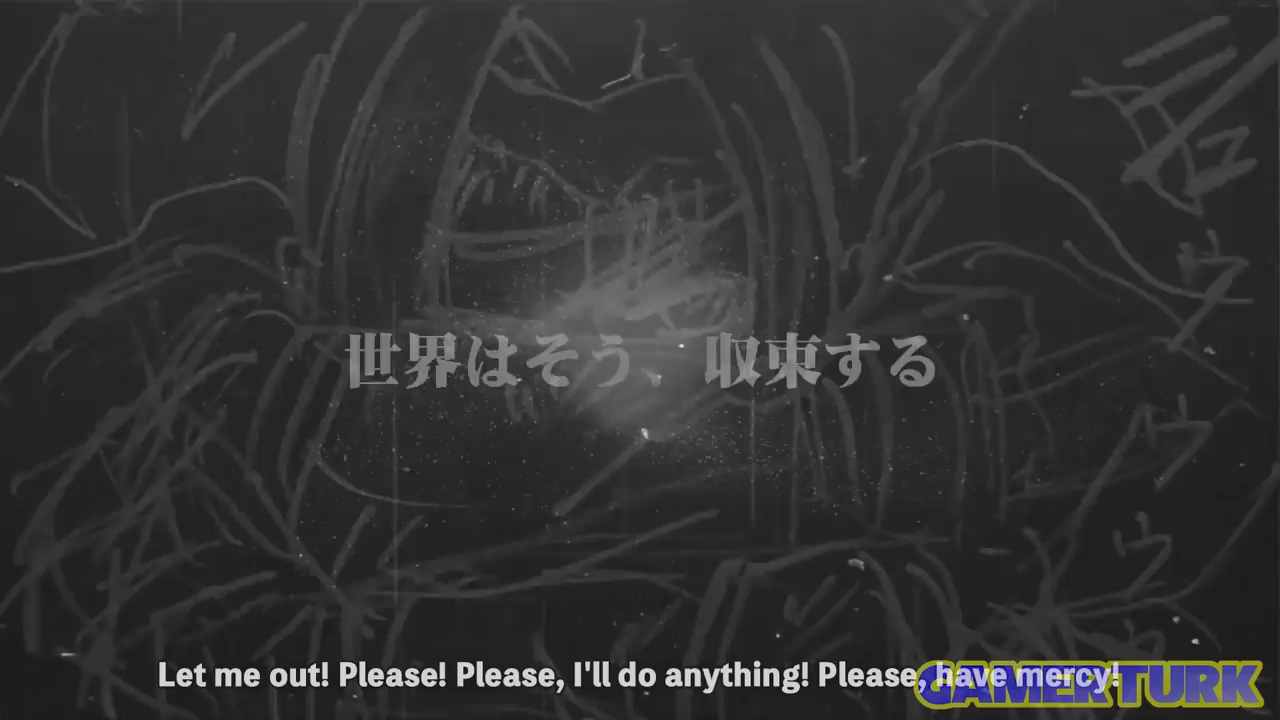 世界はそう、収束する
Let me out! Please! Please, I'll do anything! Please, have mercy!
GAMERTURK